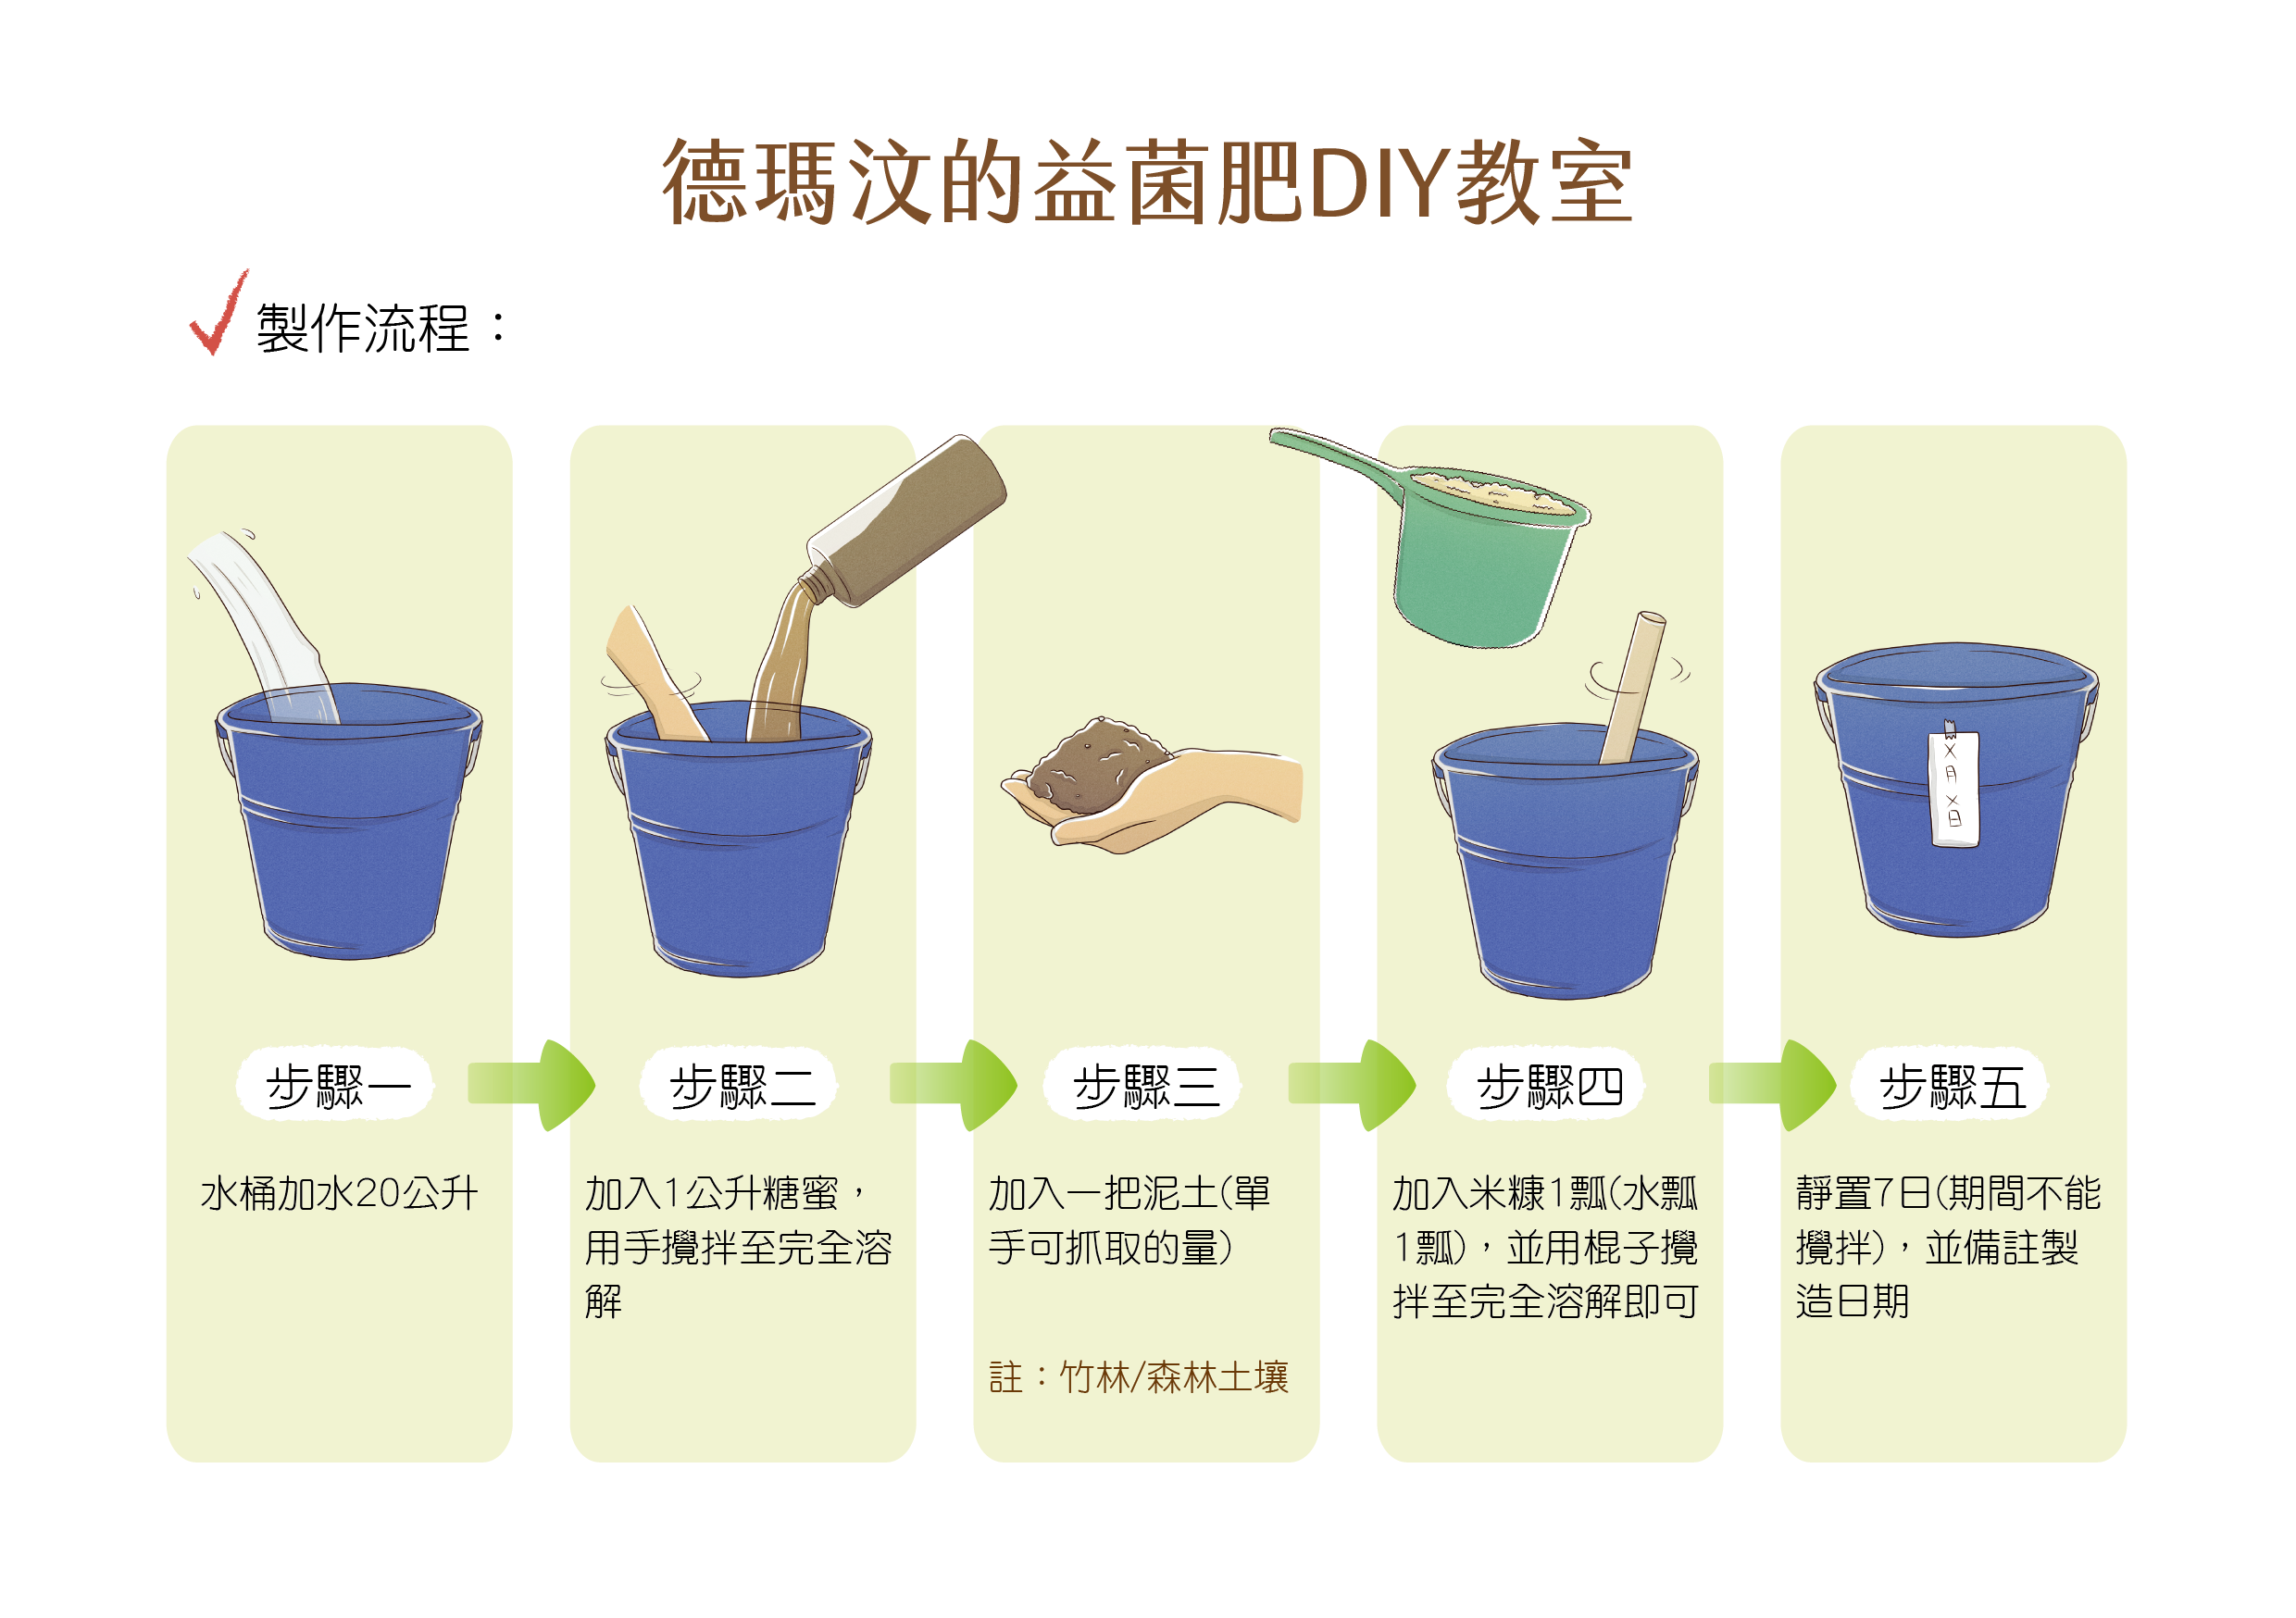 德瑪汶的益菌肥DIY教室
製作流程：
步驟一
水桶加水20公升
步驟二
加入1公升糖蜜，
用手攪拌至完全溶
解
步驟三
加入一把泥土(單
手可抓取的量)
註：竹林/森林土壤
步驟四
加入米糠1瓢(水瓢
1瓢)，並用棍子攪
拌至完全溶解即可
X
月
X
日
步驟五
靜置7日(期間不能
攪拌)，並備註製
造日期